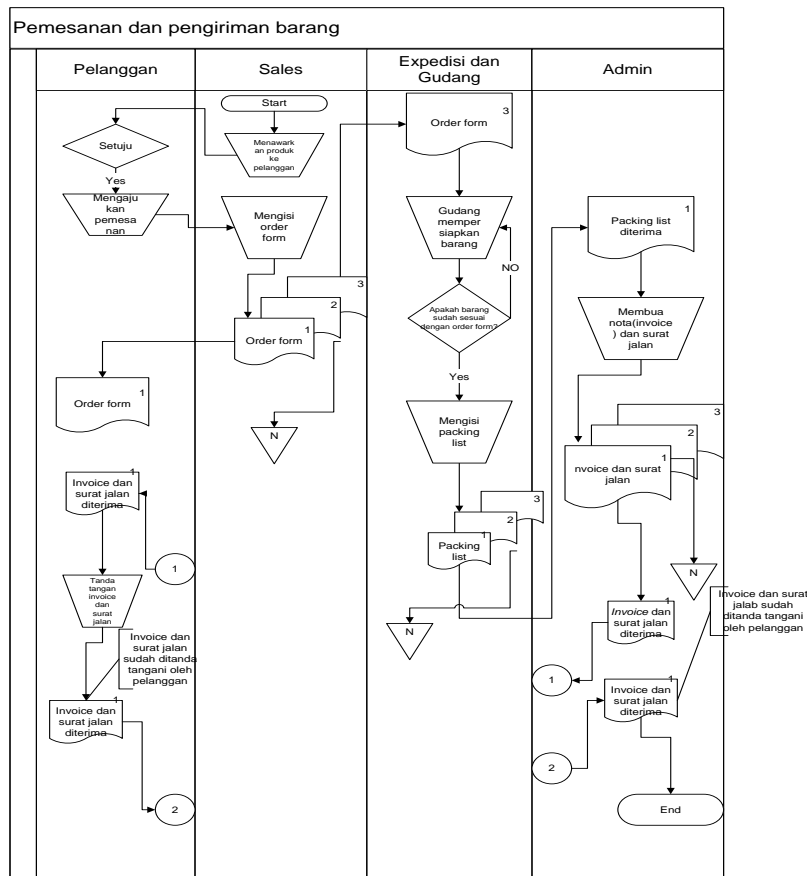 Pemesanan dan pengiriman barang
Pelanggan
Sales
Expedisi dan
Gudang
Admin
Setuju
Yes
Mengaju
kan
pemesa
nan
Order form
1
Invoice dan
surat jalan
diterima
1
1
Tanda
tangan
invoice
dan
surat
jalan
Invoice dan
surat jalan
sudah ditanda
tangani oleh
pelanggan
Invoice dan
surat jalan
diterima
1
2
Start
Menawark
an produk
ke
pelanggan
Mengisi
order
form
3
2
1
Order form
N
Order form
3
Gudang
memper
siapkan
barang
NO
Apakah barang
sudah sesuai
dengan order form?
Yes
Mengisi
packing
list
3
2
1
Packing
list
N
Packing list
diterima
1
Membua
nota(invoice
) dan surat
jalan
3
2
1
nvoice dan surat
jalan
N
Invoice dan
surat jalan
diterima
1
1
Invoice dan surat
jalab sudah
ditanda tangani
oleh pelanggan
Invoice dan
surat jalan
diterima
1
2
End